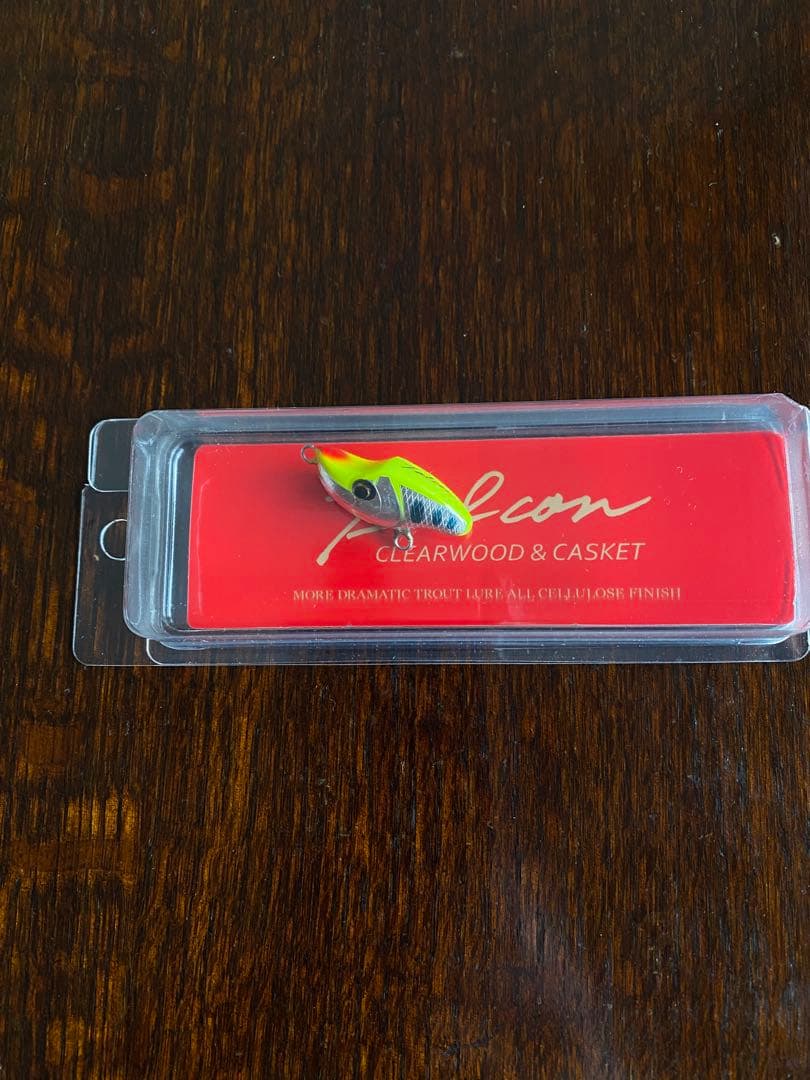 CLEARWOOD & CASKET
MORE DRAMATIC TROUT LURE ALL CELLULOSE FINISH